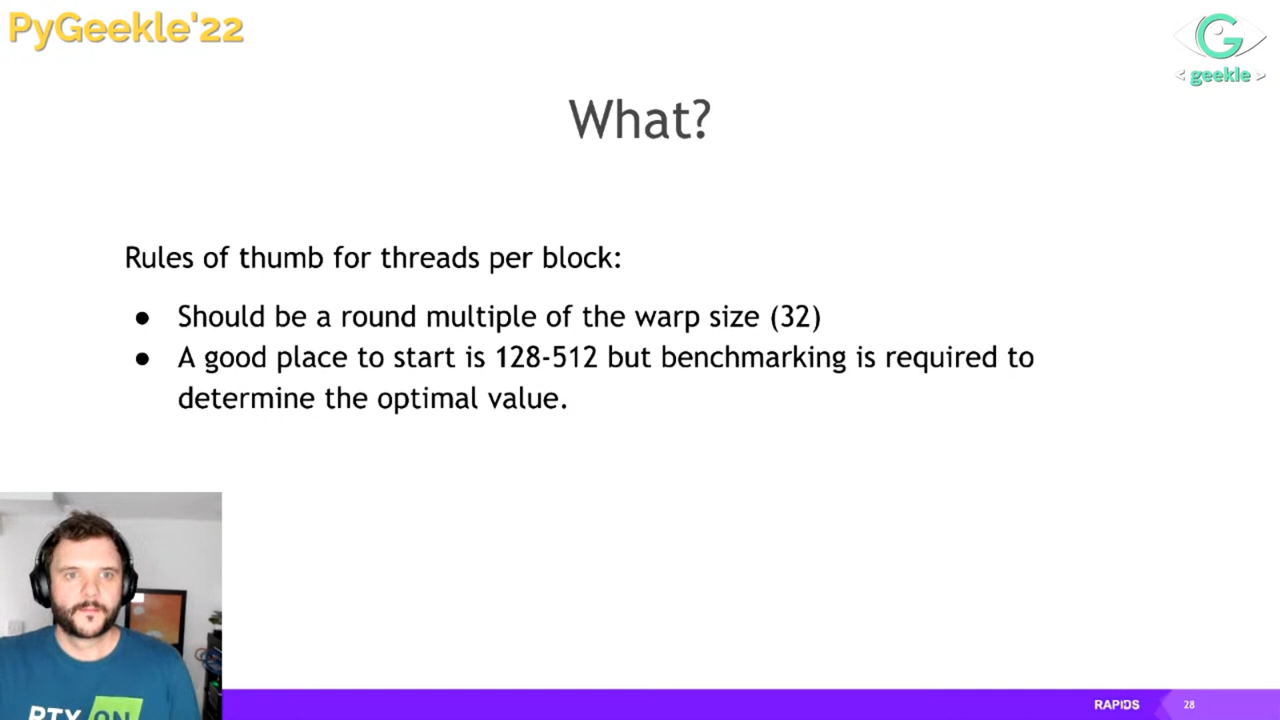 PyGeekle'22
G
< geekle >
What?
Rules of thumb for threads per block:
● Should be a round multiple of the warp size (32)
● A good place to start is 128-512 but benchmarking is required to
determine the optimal value.
RTX ON
RAPIDS 28